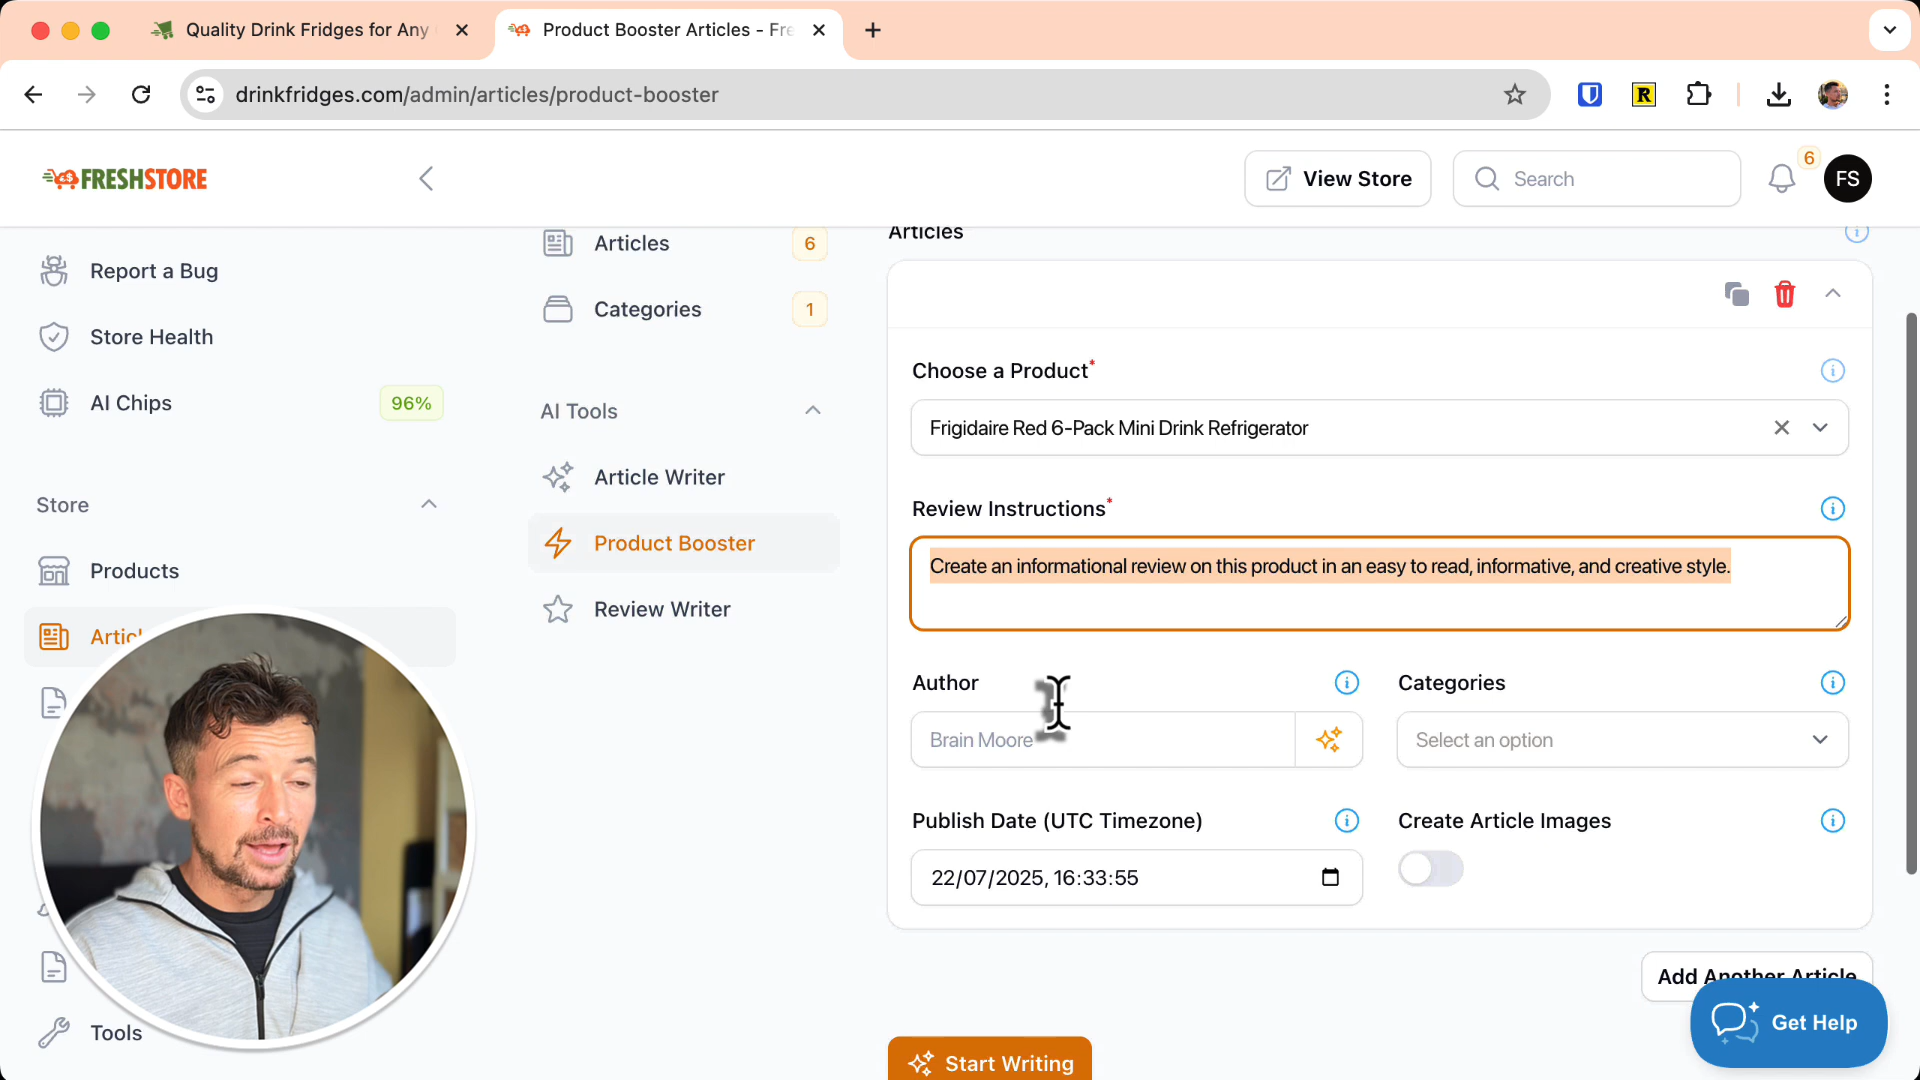 Quality Drink Fridges for Any
Product Booster Articles - Fre
drinkfridges.com/admin/articles/product-booster
R
FRESHSTORE
View Store
Search
6
FS
Report a Bug
Store Health
AI Chips
96%
Store
Products
Artic
Tools
Articles
6
Categories
1
AI Tools
Article Writer
Product Booster
Review Writer
Articles
Choose a Product*
Frigidaire Red 6-Pack Mini Drink Refrigerator
Review Instructions*
Create an informational review on this product in an easy to read, informative, and creative style.
Author
Brain Moore
Categories
Select an option
Publish Date (UTC Timezone)
22/07/2025, 16:33:55
Create Article Images
Add Another Article
Start Writing
Get Help